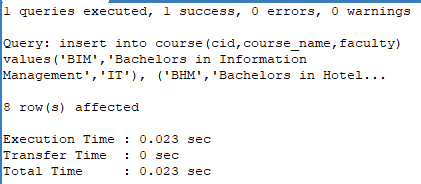 1 queries executed, 1 success, 0 errors, 0 warnings
Query: insert into course(cid,course_name,faculty)
values('BIM','Bachelors in Information
Management','IT'), ('BHM','Bachelors in Hotel...
8 row(s) affected
Execution Time : 0.023 sec
Transfer Time : 0 sec
Total Time : 0.023 sec